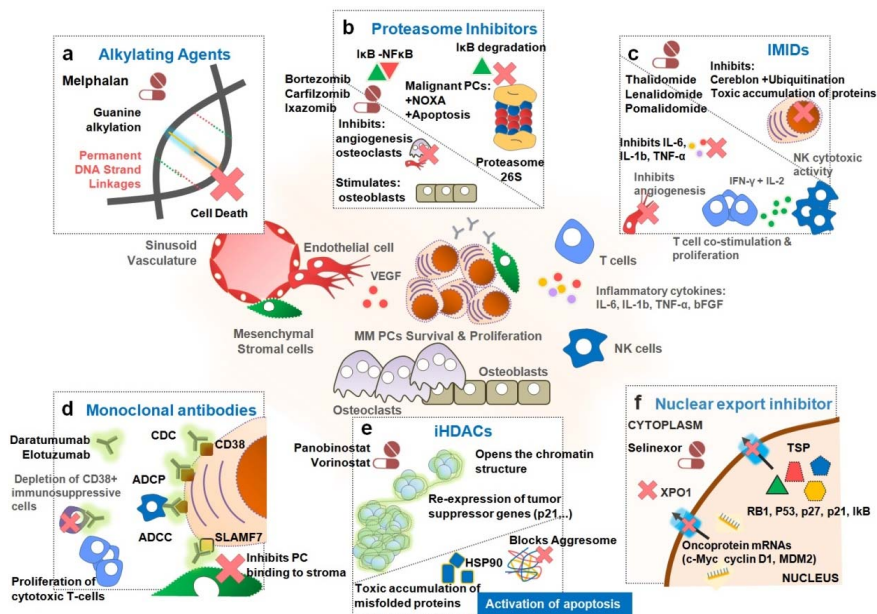 a
Alkylating Agents
Melphalan
Guanine
alkylation
Permanent
DNA Strand
Linkages
Cell Death
b
Proteasome Inhibitors
IκB -NFκB
IκB degradation
Bortezomib
Carfilzomib
Ixazomib
Malignant PCs:
+NOXA
+Apoptosis
Inhibits:
angiogenesis
osteoclasts
Proteasome
26S
Stimulates:
osteoblasts
c
IMIDs
Thalidomide
Lenalidomide
Pomalidomide
Inhibits:
Cereblon +Ubiquitination
Toxic accumulation of proteins
Inhibits IL-6,
IL-1b, TNF-α
NK cytotoxic
activity
Inhibits
angiogenesis
IFN-γ + IL-2
T cell co-stimulation &
proliferation
Sinusoid
Vasculature
Endothelial cell
VEGF
T cells
Inflammatory cytokines:
IL-6, IL-1b, TNF-α, bFGF
Mesenchymal
Stromal cells
MM PCs Survival & Proliferation
NK cells
Osteoblasts
Osteoclasts
d
Monoclonal antibodies
Daratumumab
Elotuzumab
CDC
CD38
Depletion of CD38+
immunosuppressive
cells
ADCP
ADCC
SLAMF7
Inhibits PC
binding to stroma
Proliferation of
cytotoxic T-cells
e
iHDACs
Panobinostat
Vorinostat
Opens the chromatin
structure
Re-expression of tumor
suppressor genes (p21,..)
Blocks Aggresome
HSP90
Toxic accumulation of
misfolded proteins
Activation of apoptosis
f
Nuclear export inhibitor
CYTOPLASM
Selinexor
TSP
XPO1
RB1, P53, p27, p21, IkB
Oncoprotein mRNAs
(c-Myc cyclin D1, MDM2)
NUCLEUS